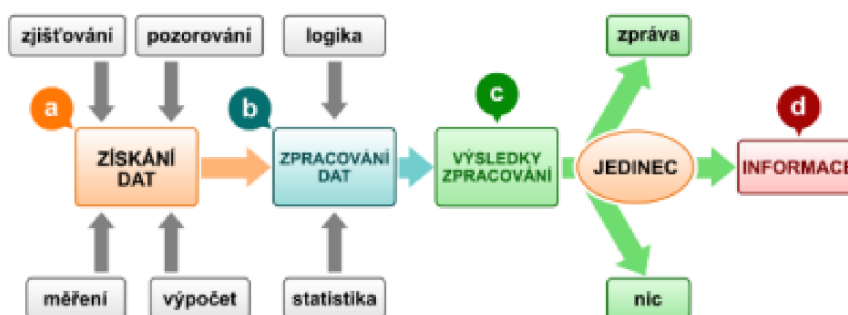 zjišťování
pozorování
logika
zpráva
a
b
c
d
ZÍSKÁNÍ
DAT
ZPRACOVÁNÍ
DAT
VÝSLEDKY
ZPRACOVÁNÍ
JEDINEC
INFORMACE
měření
výpočet
statistika
nic